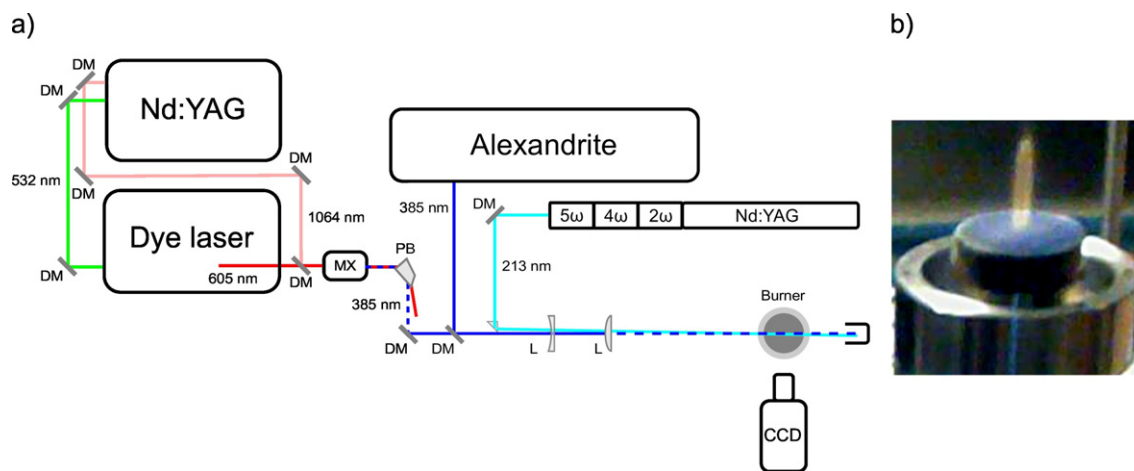 a)
b)
DM
DM
Nd:YAG
Alexandrite
532 nm
DM
DM
1064 nm
385 nm
DM
5ω 4ω 2ω Nd:YAG
Dye laser
213 nm
DM
605 nm
DM
MX
PB
385 nm
Burner
DM
DM
L
L
CCD